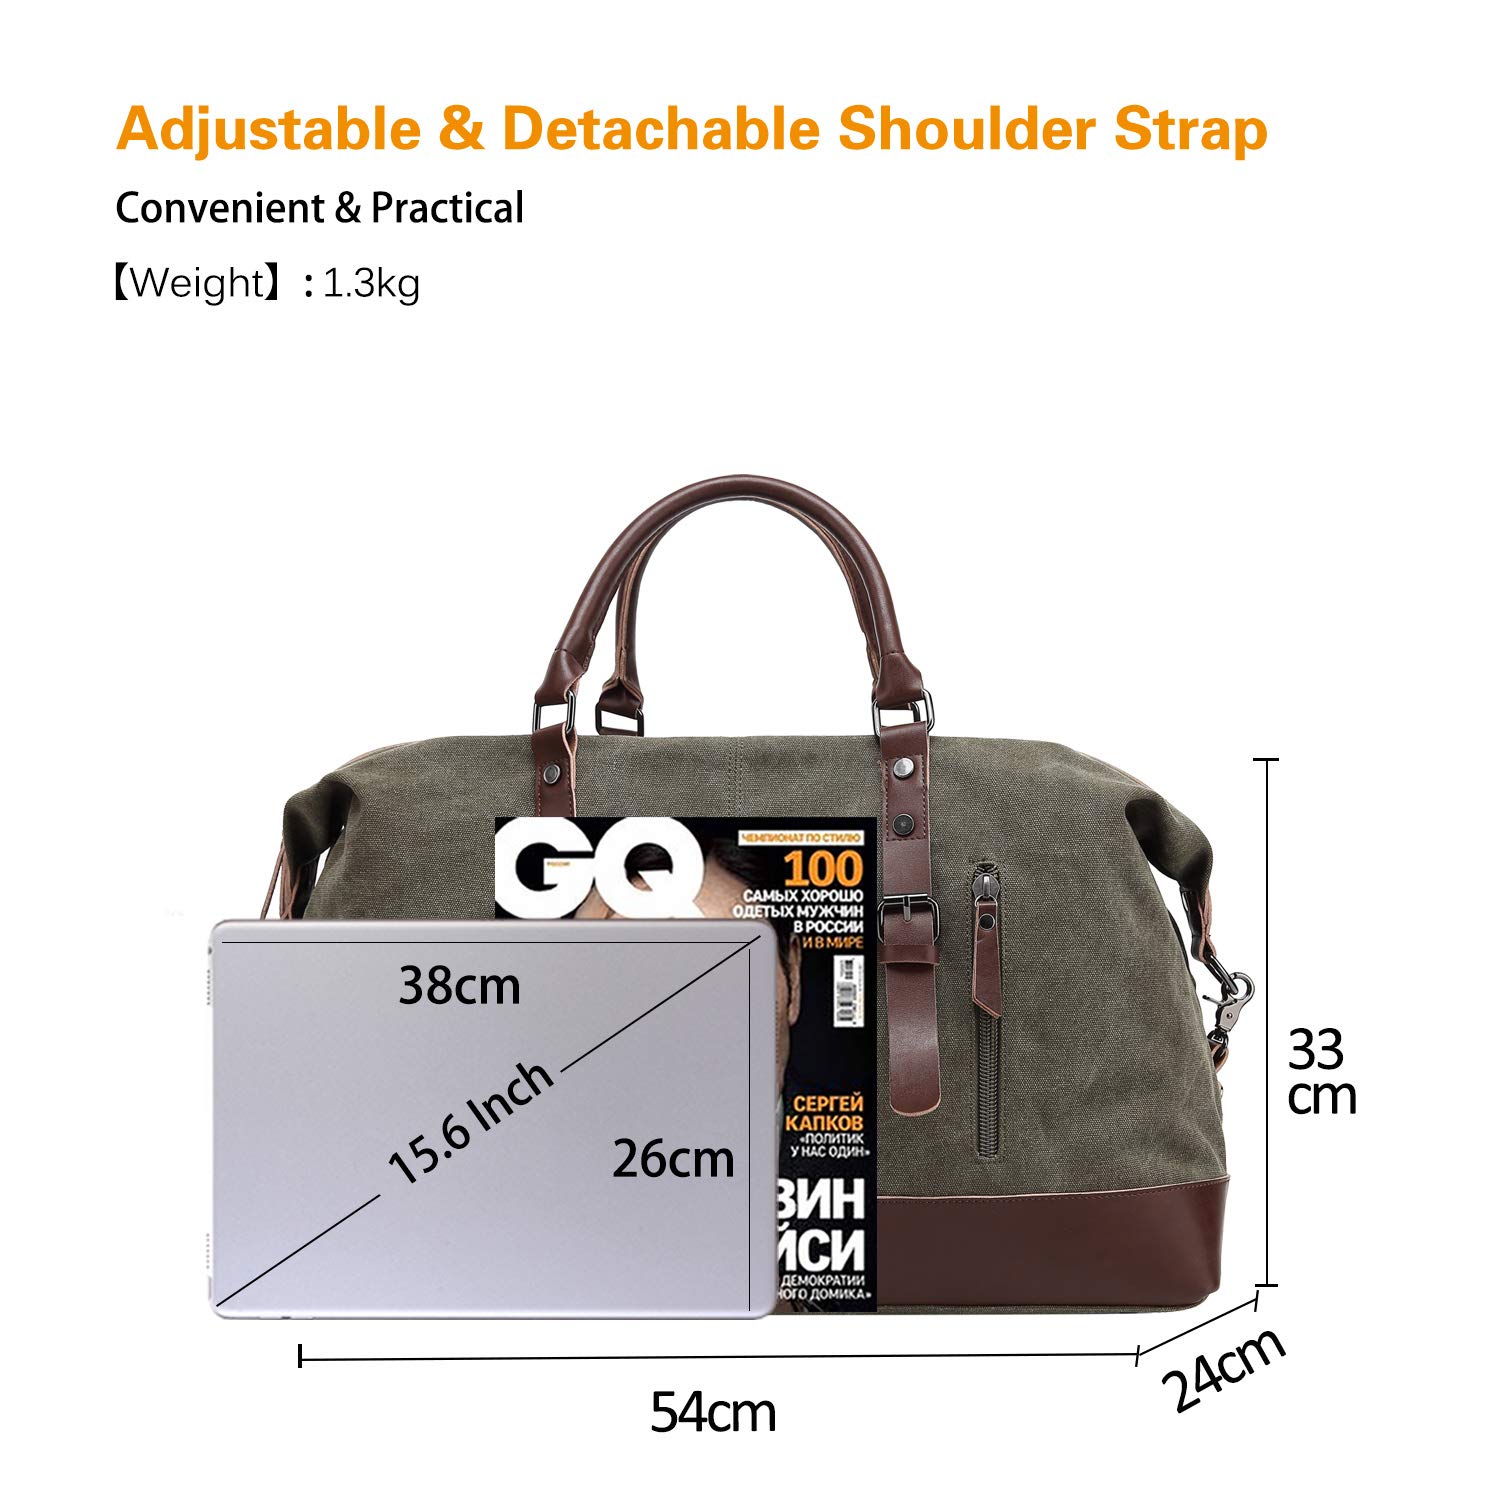 Adjustable & Detachable Shoulder Strap
Convenient & Practical
【Weight】: 1.3kg
GQ
РОССИЯ
ЧЕМПИОНАТ ПО СТИЛЮ
100
САМЫХ ХОРОШО
ОДЕТЫХ МУЖЧИН
В РОССИИ
И В МИРЕ
38cm
15.6 Inch
26cm
СЕРГЕЙ
КАПКОВ
«ПОЛИТИК
У НАС ОДИН»
ВИН
ЙСИ
ДЕМОКРАТИИ
НОГО ДОМИКА»
33
cm
24cm
54cm